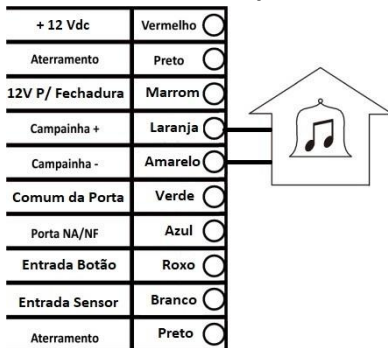 + 12 Vdc Vermelho
Aterramento Preto
12V P/ Fechadura Marrom
Campainha + Laranja
Campainha - Amarelo
Comum da Porta Verde
Porta NA/NF Azul
Entrada Botão Roxo
Entrada Sensor Branco
Aterramento Preto